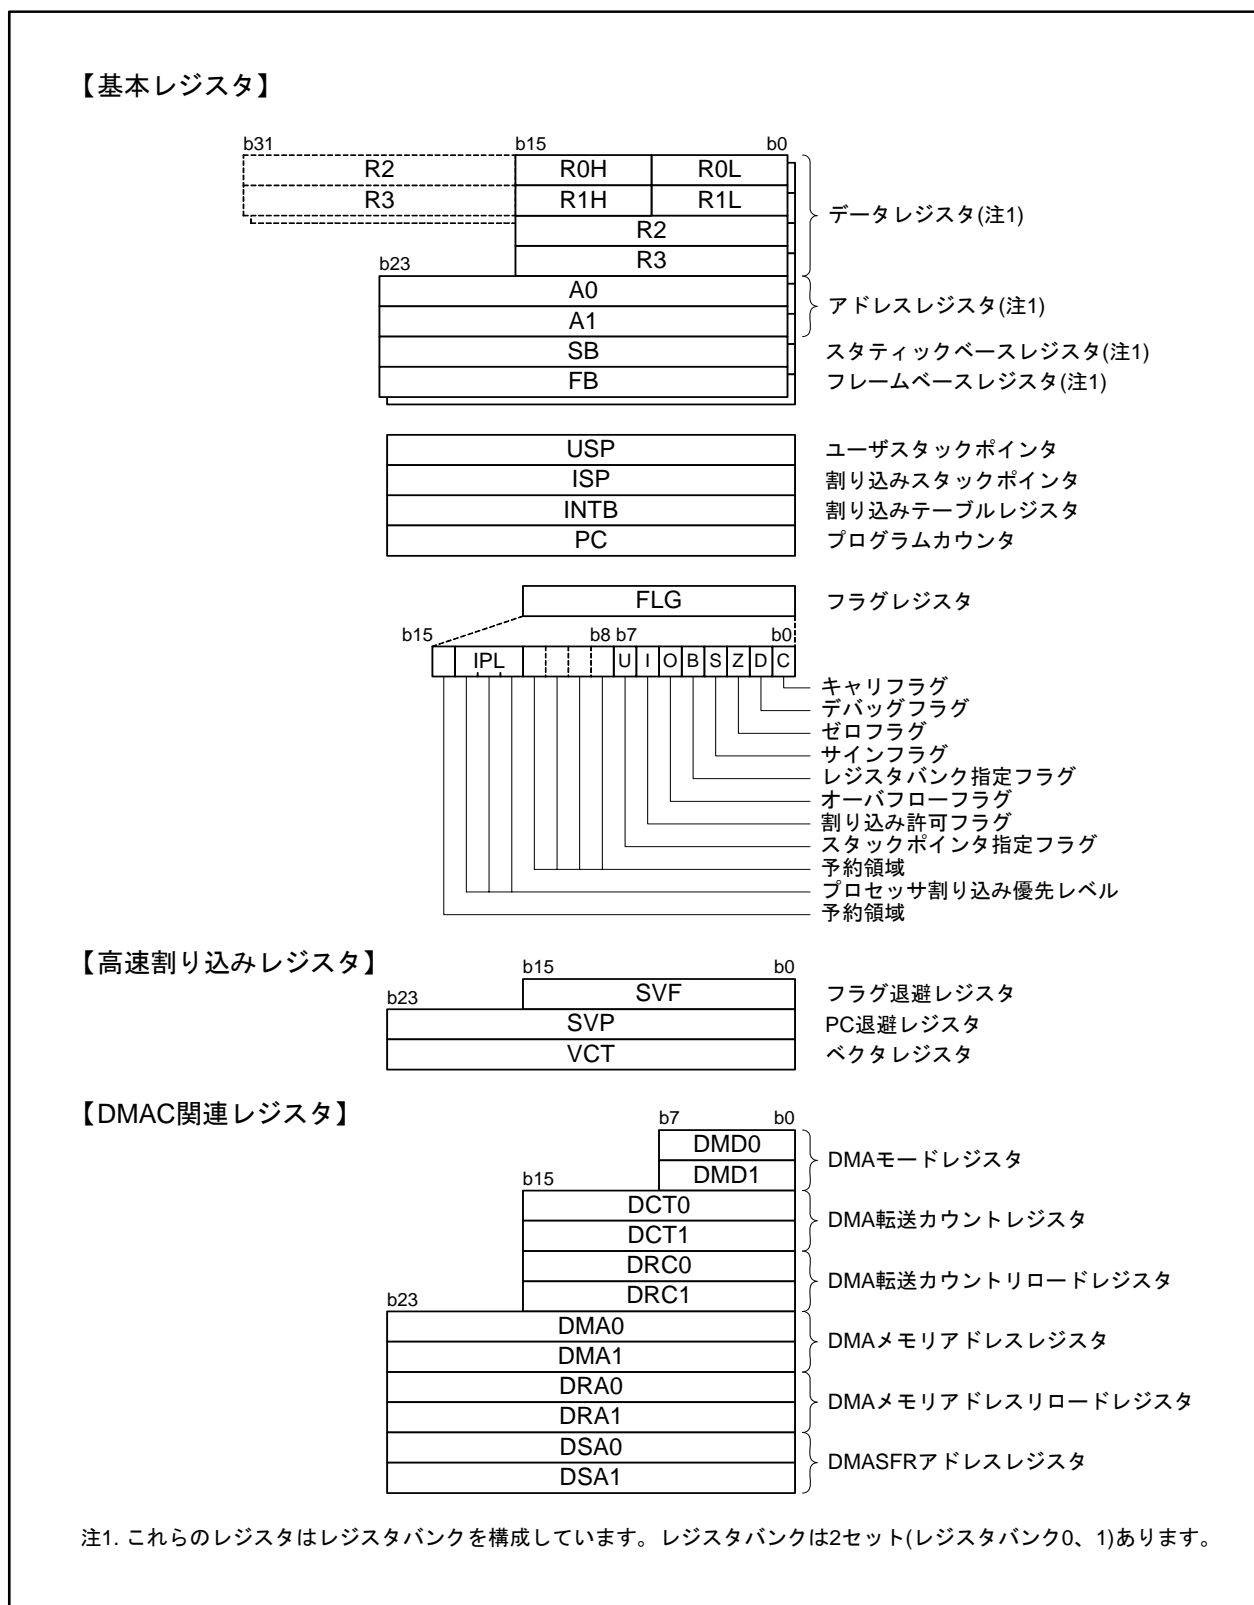 【基本レジスタ】
b31 b15 b0
R2 R0H R0L
R3 R1H R1L
R2
データレジスタ(注1)
R3
b23
A0
A1
アドレスレジスタ(注1)
SB スタティックベースレジスタ(注1)
FB フレームベースレジスタ(注1)
USP ユーザスタックポインタ
ISP 割り込みスタックポインタ
INTB 割り込みテーブルレジスタ
PC プログラムカウンタ
FLG フラグレジスタ
b15 b8 b7 b0
IPL U I O B S Z D C
キャリフラグ
デバッグフラグ
ゼロフラグ
サインフラグ
レジスタバンク指定フラグ
オーバフローフラグ
割り込み許可フラグ
スタックポインタ指定フラグ
予約領域
プロセッサ割り込み優先レベル
予約領域
【高速割り込みレジスタ】
b15 b0
SVF フラグ退避レジスタ
b23
SVP PC退避レジスタ
VCT ベクタレジスタ
【DMAC関連レジスタ】
b7 b0
DMD0
DMD1
DMAモードレジスタ
b15
DCT0
DCT1
DMA転送カウントレジスタ
DRC0
DRC1
DMA転送カウントリロードレジスタ
b23
DMA0
DMA1
DMAメモリアドレスレジスタ
DRA0
DRA1
DMAメモリアドレスリロードレジスタ
DSA0
DSA1
DMASFRアドレスレジスタ
注1. これらのレジスタはレジスタバンクを構成しています。レジスタバンクは2セット(レジスタバンク0、1)あります。